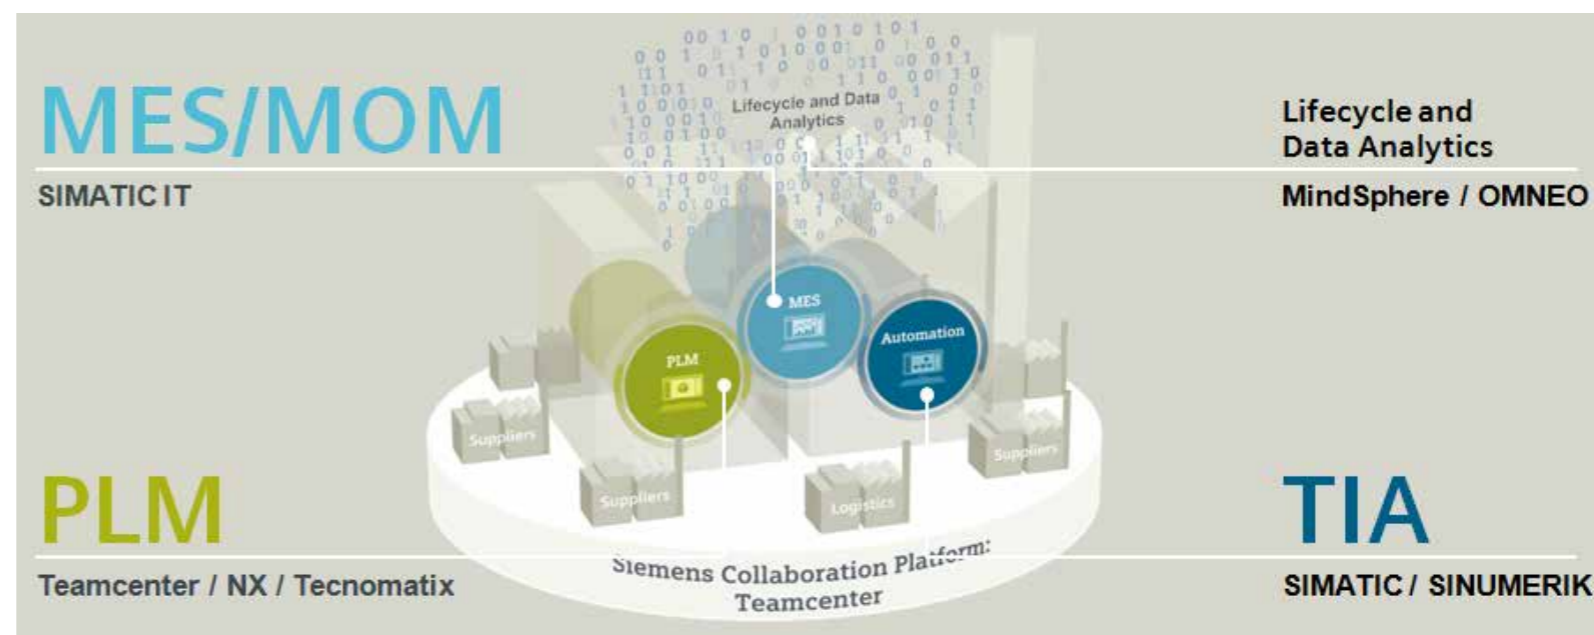 MES/MOM
SIMATIC IT
Lifecycle and Data
Analytics
Lifecycle and
Data Analytics
MindSphere / OMNEO
MES
Automation
PLM
Suppliers
Suppliers
Suppliers
Logistics
PLM
Teamcenter / NX / Tecnomatix
Siemens Collaboration Platform:
Teamcenter
TIA
SIMATIC / SINUMERIK